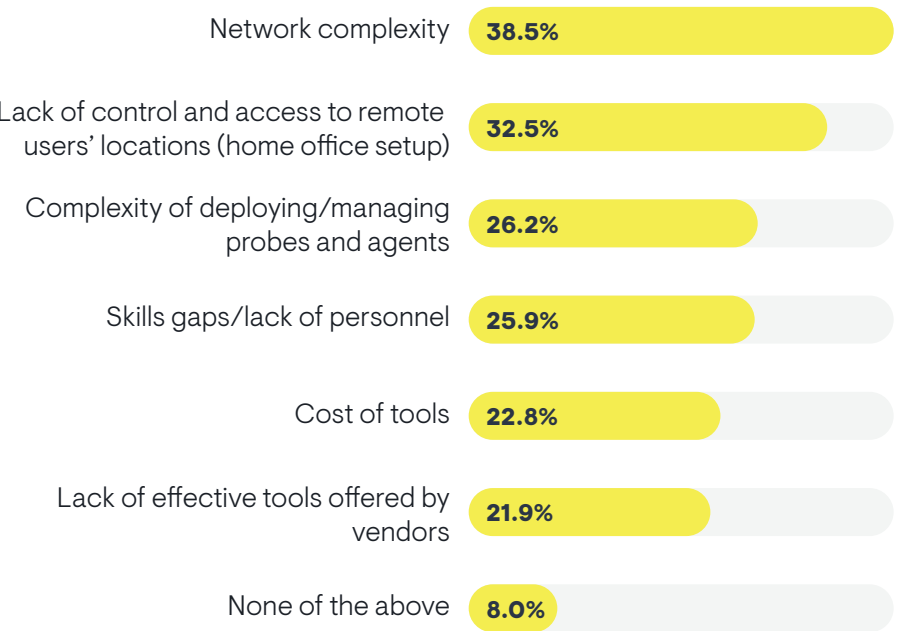 Network complexity
38.5%
Lack of control and access to remote
users’ locations (home office setup)
32.5%
Complexity of deploying/managing
probes and agents
26.2%
Skills gaps/lack of personnel
25.9%
Cost of tools
22.8%
Lack of effective tools offered by
vendors
21.9%
None of the above
8.0%